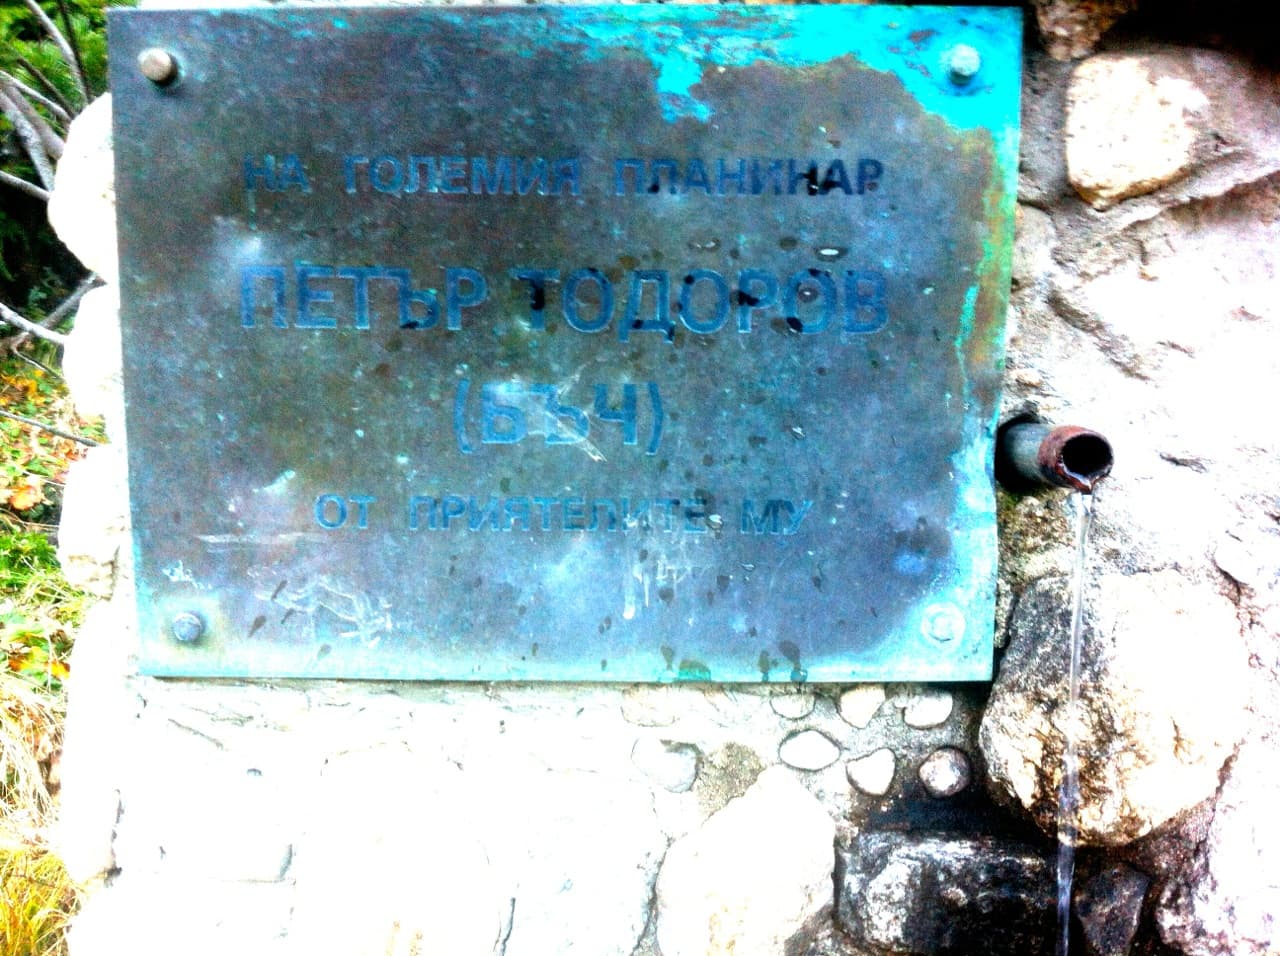 НА ГОЛЕМИЯ ПЛАНИНАР
ПЕТЪР ТОДОРОВ
(БЪЧ)
ОТ ПРИЯТЕЛИТЕ МУ